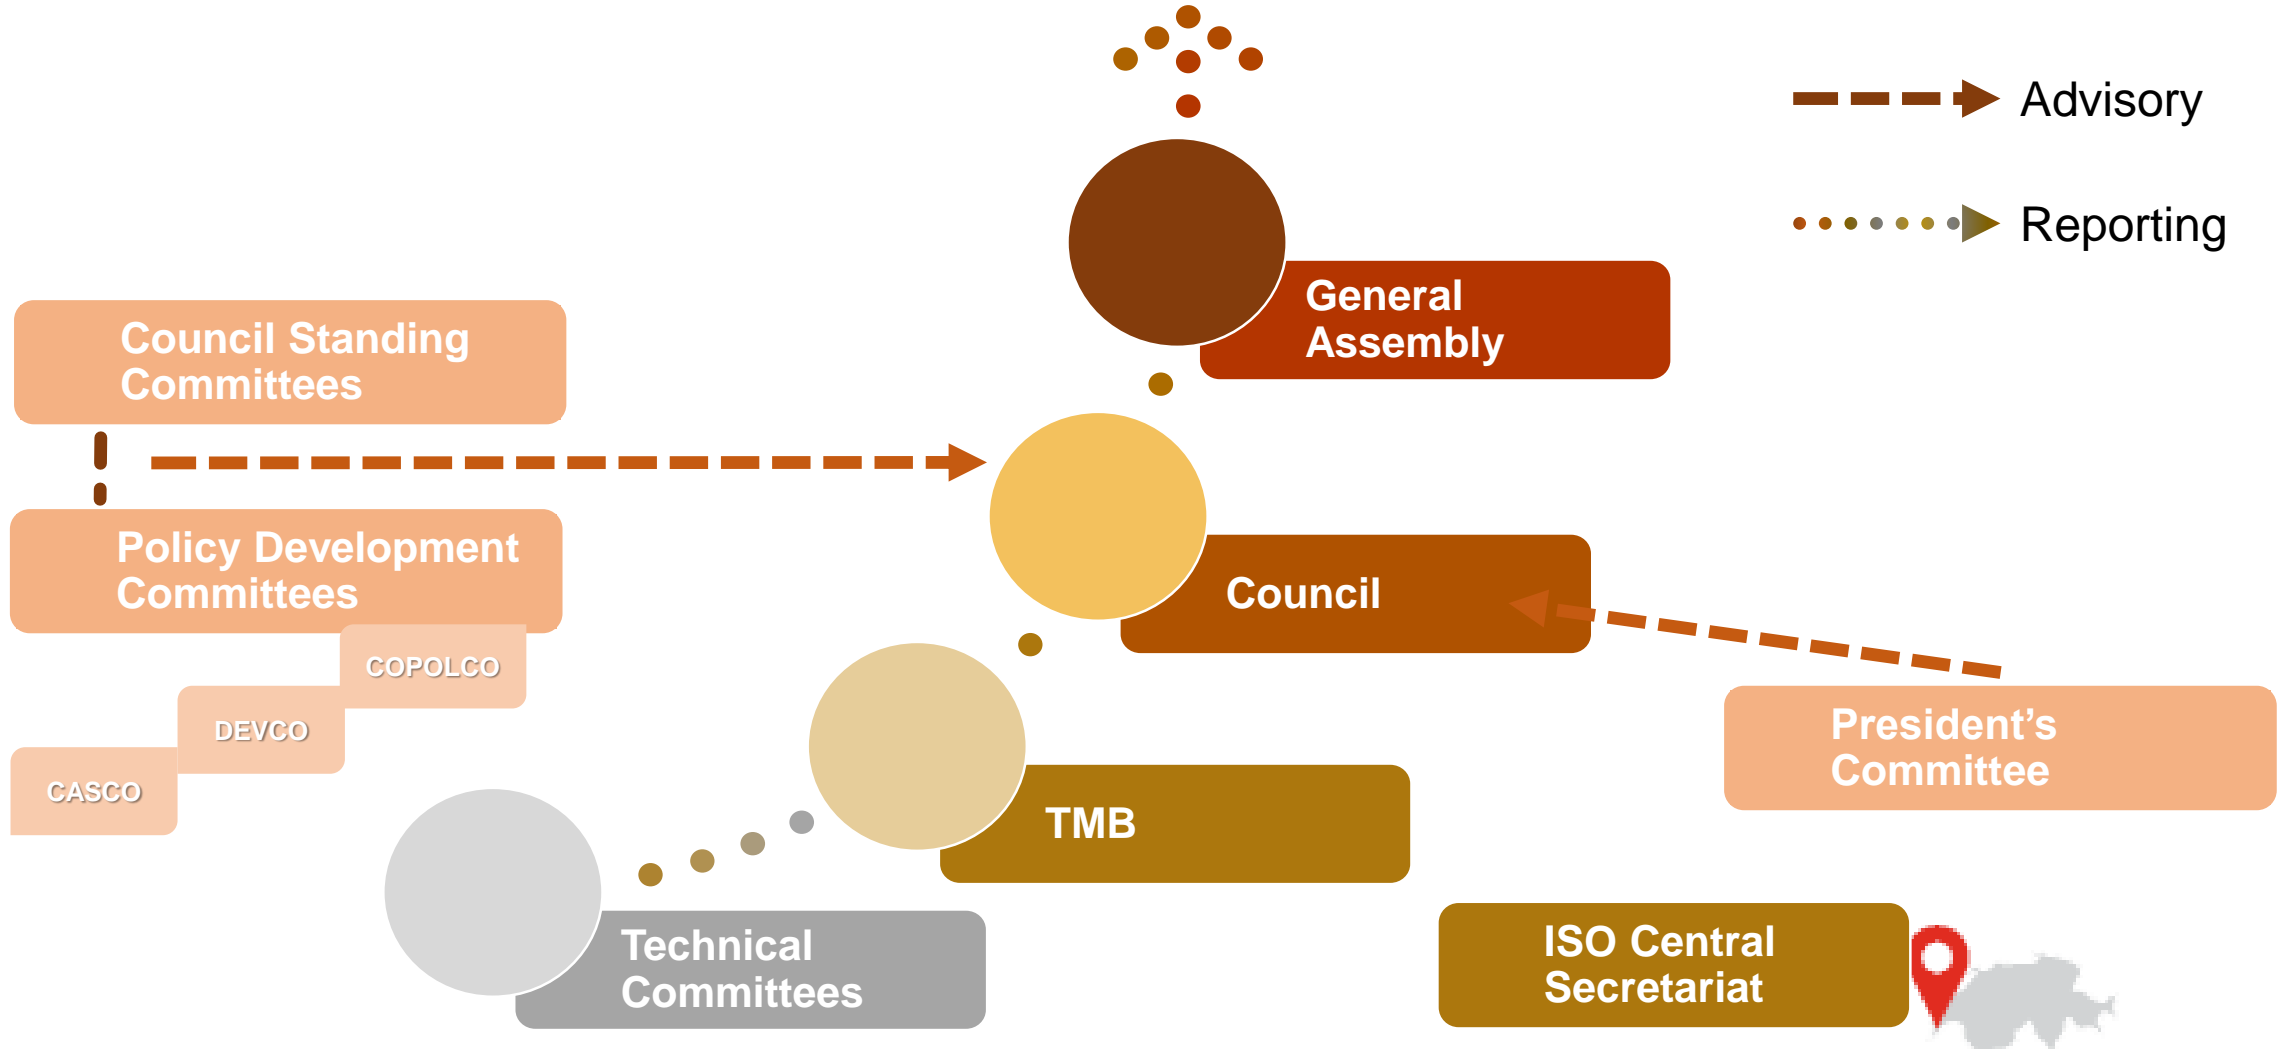 Advisory
Reporting
General
Assembly
Council Standing
Committees
Policy Development
Committees
COPOLCO
DEVCO
CASCO
Council
President’s
Committee
TMB
Technical
Committees
ISO Central
Secretariat